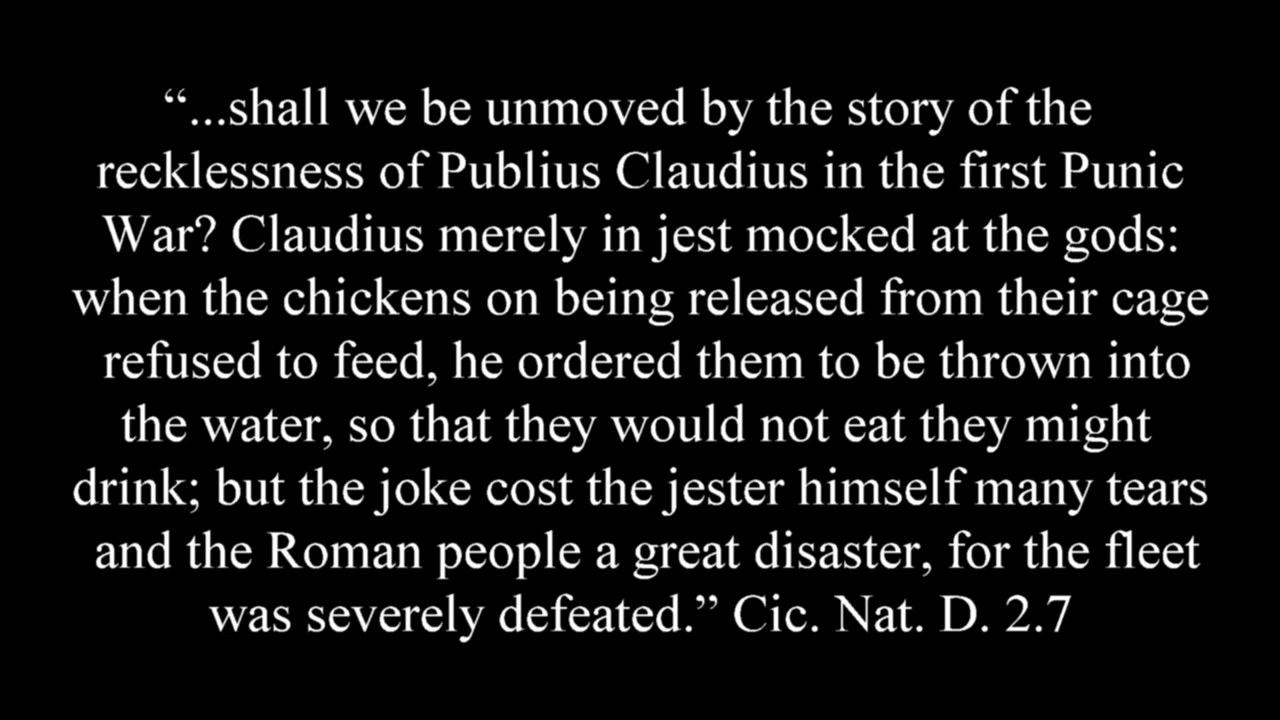 “...shall we be unmoved by the story of the
recklessness of Publius Claudius in the first Punic
War? Claudius merely in jest mocked at the gods:
when the chickens on being released from their cage
refused to feed, he ordered them to be thrown into
the water, so that they would not eat they might
drink; but the joke cost the jester himself many tears
and the Roman people a great disaster, for the fleet
was severely defeated.” Cic. Nat. D. 2.7